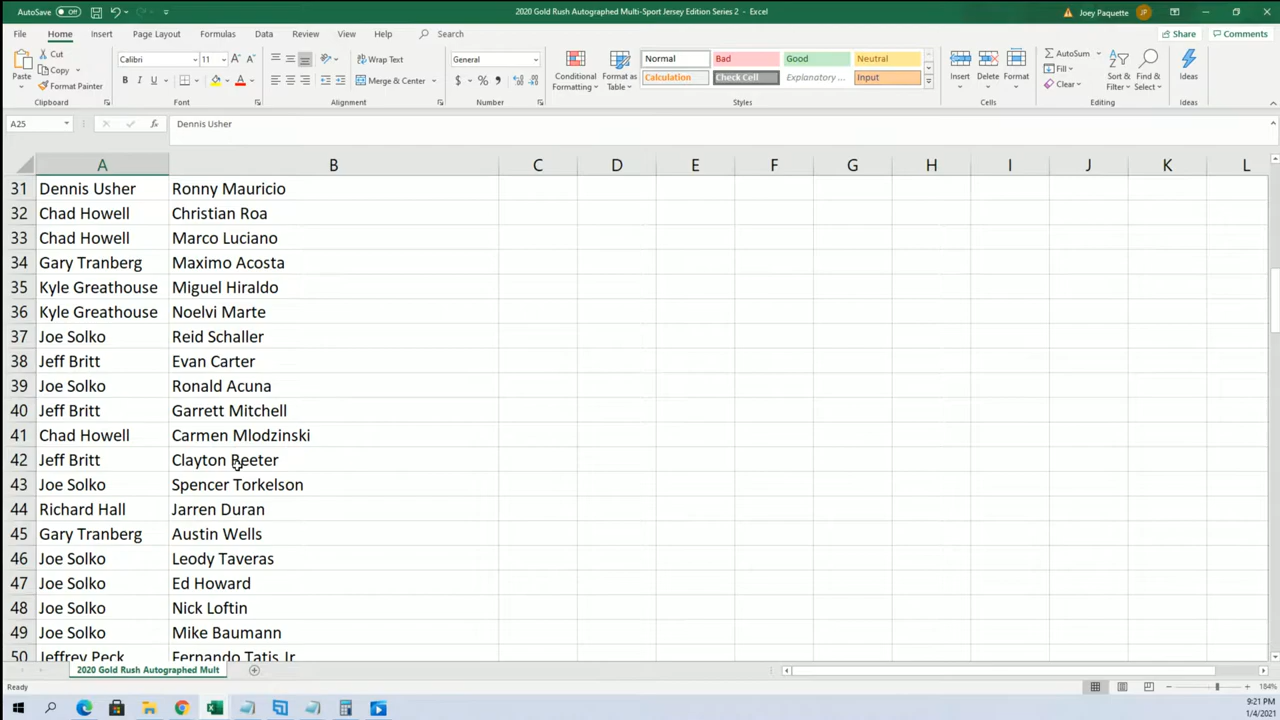 AutoSave Off 2020 Gold Rush Autographed Multi-Sport Jersey Edition Series 2 - Excel Joey Paquette JP
File Home Insert Page Layout Formulas Data Review View Help Search Share Comments
Paste Cut Copy Format Painter Clipboard
Calibri 11 B I U A A Font
Wrap Text Merge & Center Alignment
General $ % , Number
Conditional Formatting Format as Table
Normal Bad Good Neutral
Calculation Check Cell Explanatory ... Input
Styles
Insert Delete Format Cells
AutoSum Fill Clear Sort & Filter Find & Select Editing
Ideas Ideas
A25 fx Dennis Usher
A B C D E F G H I J K L
31 Dennis Usher Ronny Mauricio
32 Chad Howell Christian Roa
33 Chad Howell Marco Luciano
34 Gary Tranberg Maximo Acosta
35 Kyle Greathouse Miguel Hiraldo
36 Kyle Greathouse Noelvi Marte
37 Joe Solko Reid Schaller
38 Jeff Britt Evan Carter
39 Joe Solko Ronald Acuna
40 Jeff Britt Garrett Mitchell
41 Chad Howell Carmen Mlodzinski
42 Jeff Britt Clayton Beeter
43 Joe Solko Spencer Torkelson
44 Richard Hall Jarren Duran
45 Gary Tranberg Austin Wells
46 Joe Solko Leody Taveras
47 Joe Solko Ed Howard
48 Joe Solko Nick Loftin
49 Joe Solko Mike Baumann
50 Jeffrey Peck Fernando Tatis Jr
2020 Gold Rush Autographed Mult
Ready 184%
9:21 PM
1/4/2021